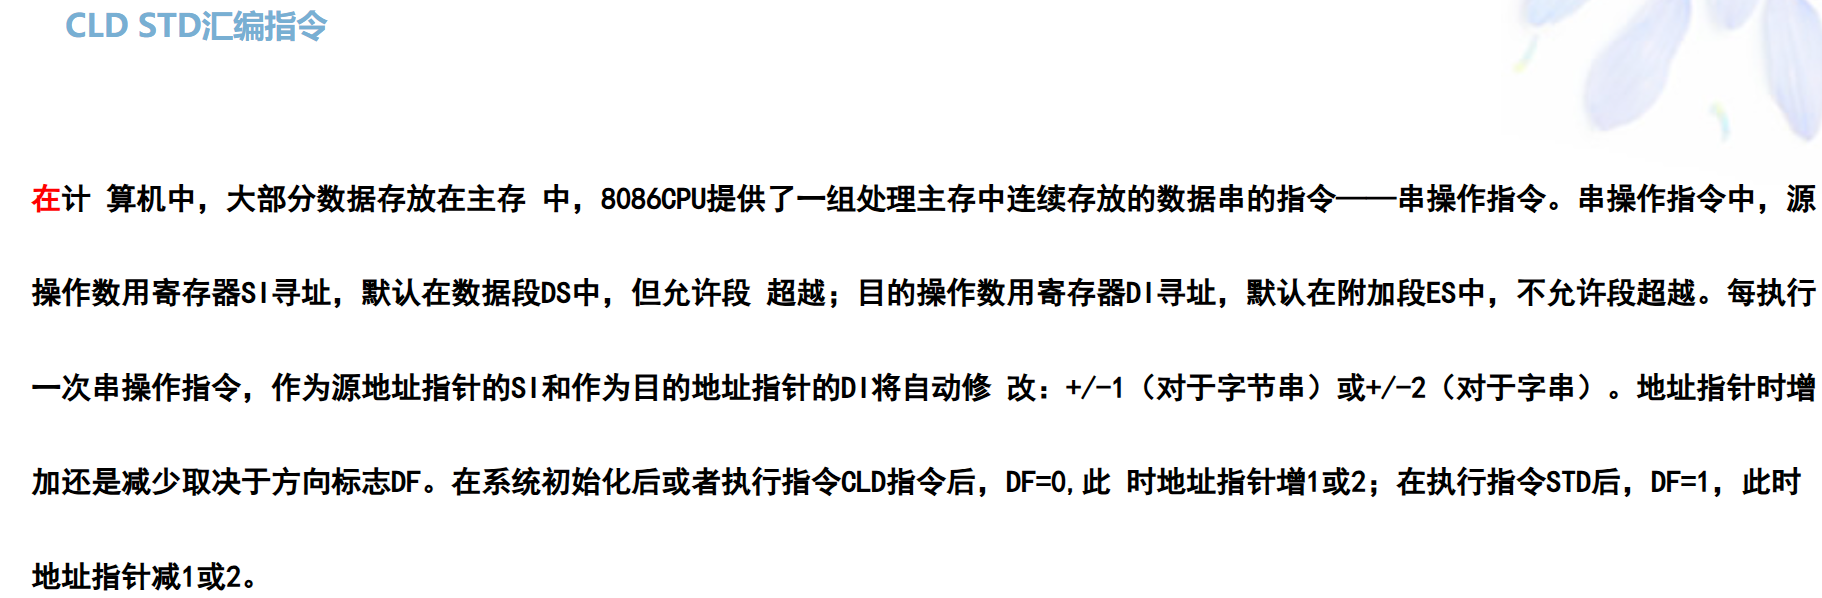 CLD STD汇编指令
在计 算机中，大部分数据存放在主存 中，8086CPU提供了一组处理主存中连续存放的数据串的指令——串操作指令。串操作指令中，源
操作数用寄存器SI寻址，默认在数据段DS中，但允许段 超越；目的操作数用寄存器DI寻址，默认在附加段ES中，不允许段超越。每执行
一次串操作指令，作为源地址指针的SI和作为目的地址指针的DI将自动修 改：+/-1（对于字节串）或+/-2（对于字串）。地址指针时增
加还是减少取决于方向标志DF。在系统初始化后或者执行指令CLD指令后，DF=0,此 时地址指针增1或2；在执行指令STD后，DF=1，此时
地址指针减1或2。